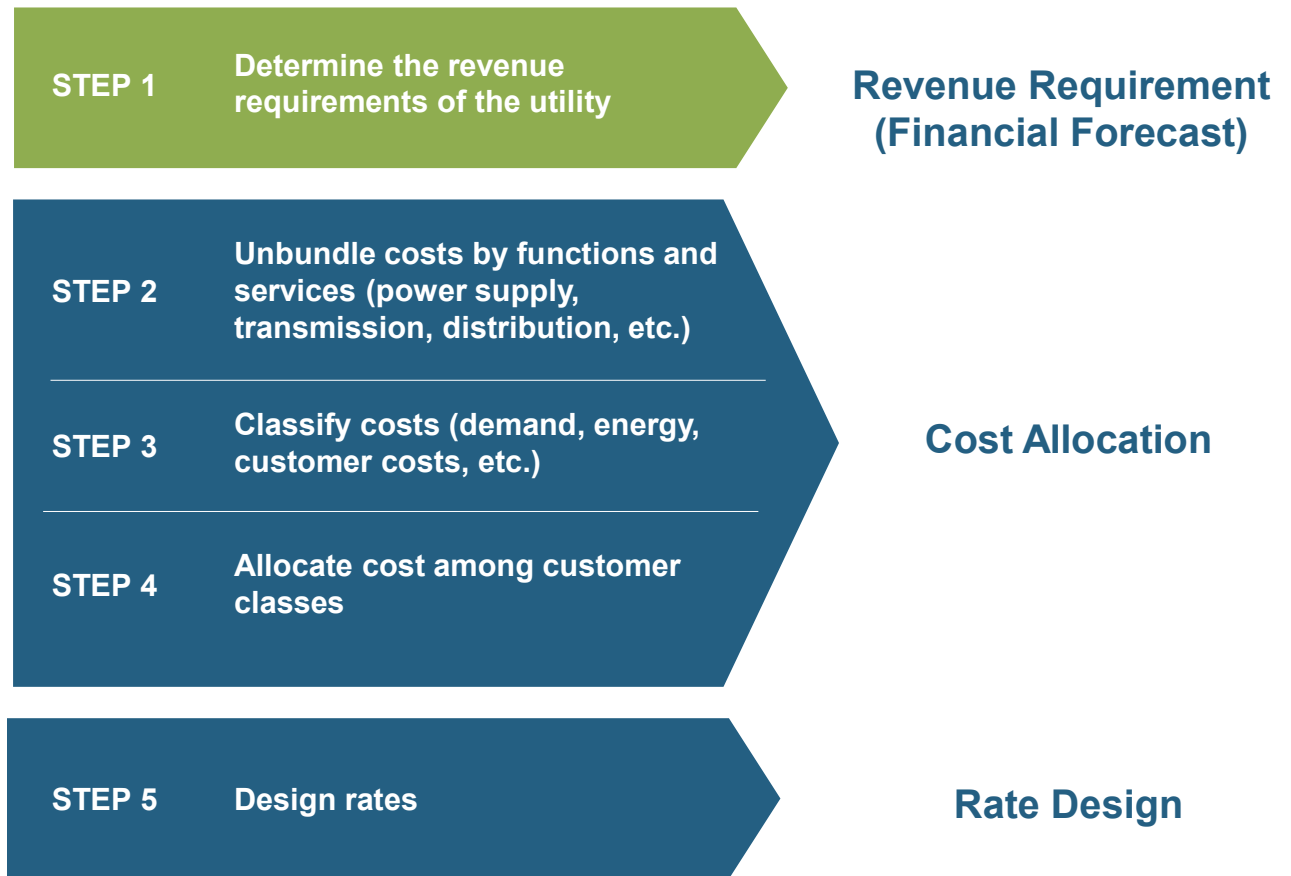 STEP 1
Determine the revenue
requirements of the utility
Revenue Requirement
(Financial Forecast)
STEP 2
Unbundle costs by functions and
services (power supply,
transmission, distribution, etc.)
STEP 3
Classify costs (demand, energy,
customer costs, etc.)
Cost Allocation
STEP 4
Allocate cost among customer
classes
STEP 5
Design rates
Rate Design